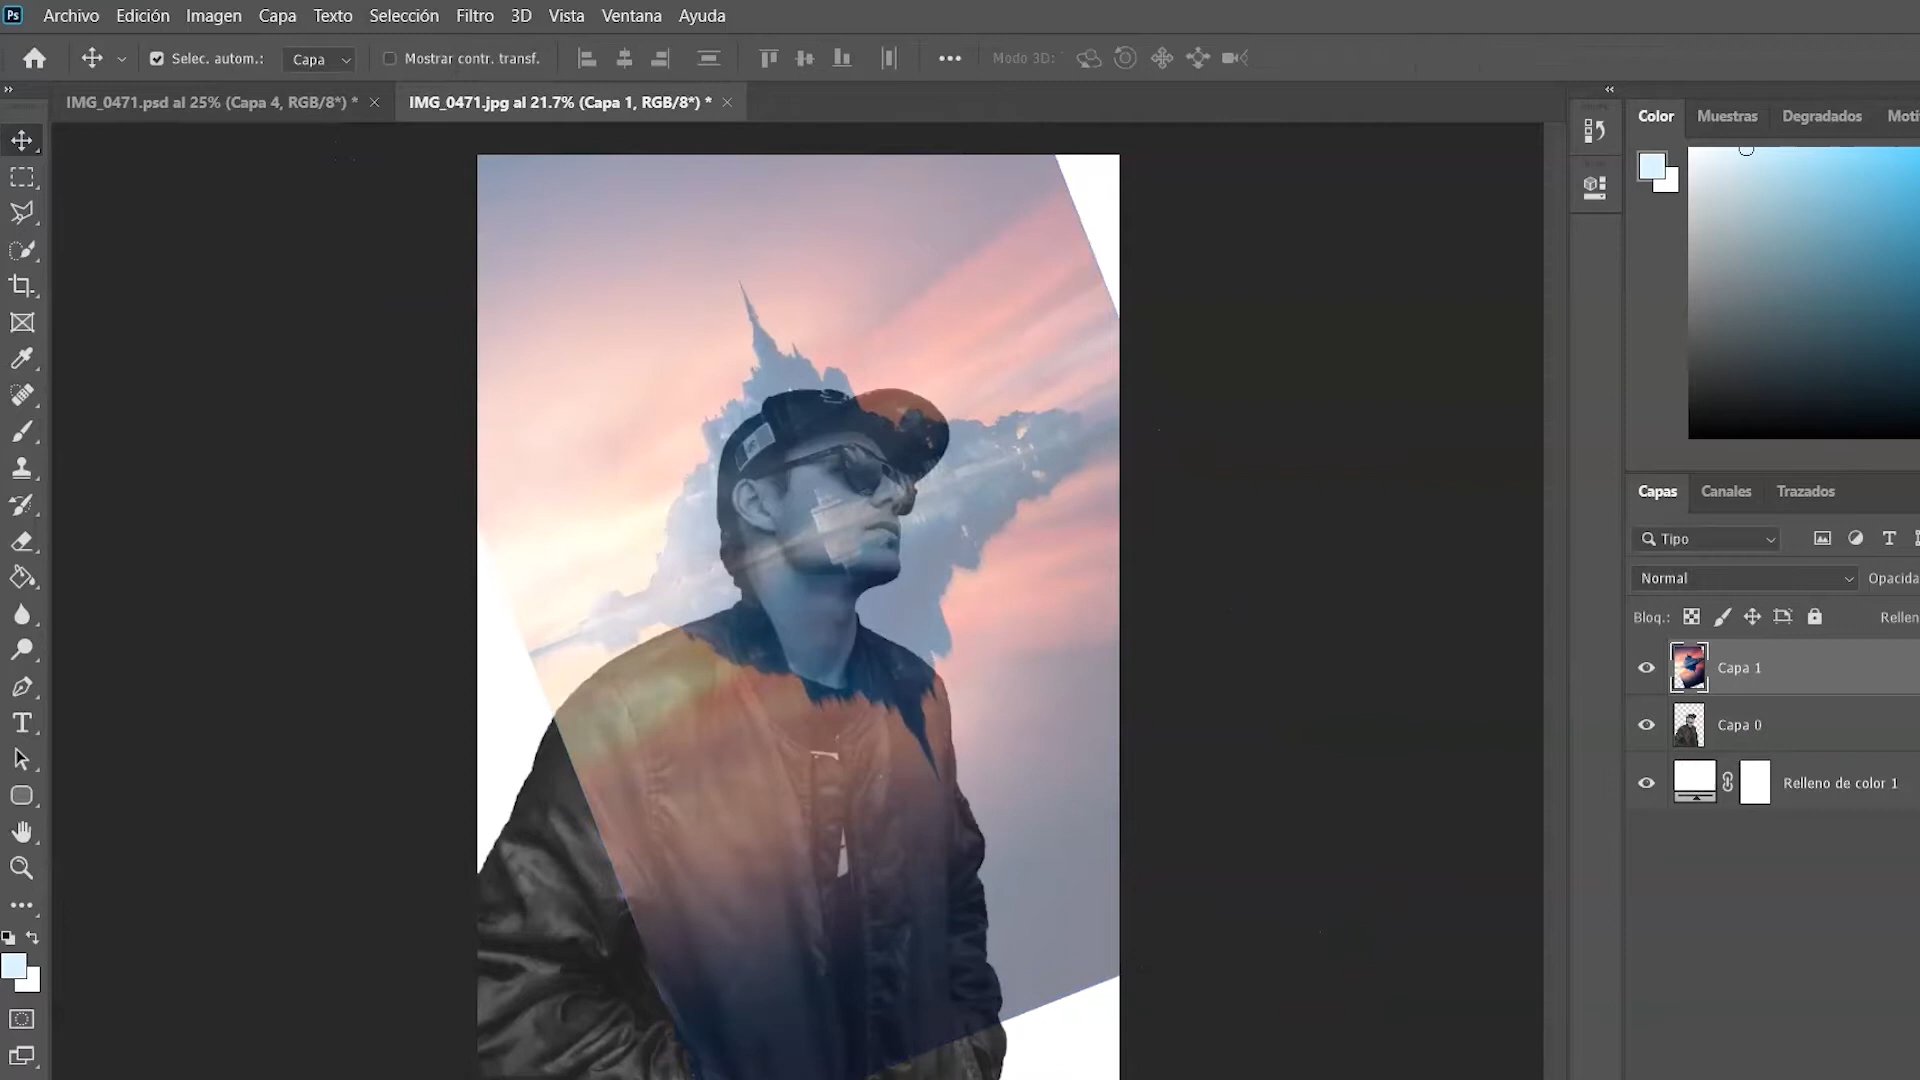 Ps Archivo Edición Imagen Capa Texto Selección Filtro 3D Vista Ventana Ayuda
Selec. autom.: Capa Mostrar contr. transf. Modo 3D:
IMG_0471.psd al 25% (Capa 4, RGB/8*) * IMG_0471.jpg al 21.7% (Capa 1, RGB/8*) *
Color Muestras Degradados Moti
Capas Canales Trazados
Tipo
Normal Opacida
Bloq.: Rellen
Capa 1
Capa 0
Relleno de color 1